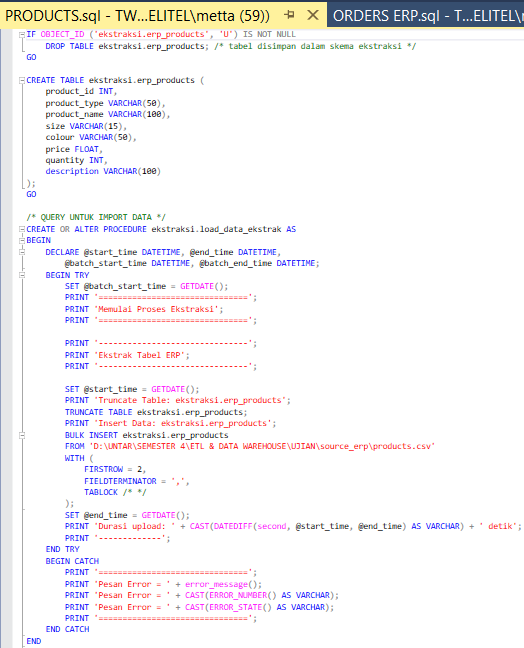 PRODUCTS.sql - TW...ELITEL\metta (59))
ORDERS ERP.sql - T...ELITEL\
IF OBJECT_ID ('ekstraksi.erp_products', 'U') IS NOT NULL
DROP TABLE ekstraksi.erp_products; /* tabel disimpan dalam skema ekstraksi */
GO
CREATE TABLE ekstraksi.erp_products (
product_id INT,
product_type VARCHAR(50),
product_name VARCHAR(100),
size VARCHAR(15),
colour VARCHAR(50),
price FLOAT,
quantity INT,
description VARCHAR(100)
);
GO
/* QUERY UNTUK IMPORT DATA */
CREATE OR ALTER PROCEDURE ekstraksi.load_data_ekstrak AS
BEGIN
DECLARE @start_time DATETIME, @end_time DATETIME,
@batch_start_time DATETIME, @batch_end_time DATETIME;
BEGIN TRY
SET @batch_start_time = GETDATE();
PRINT '==============================';
PRINT 'Memulai Proses Ekstraksi';
PRINT '==============================';
PRINT '------------------------------';
PRINT 'Ekstrak Tabel ERP';
PRINT '------------------------------';
SET @start_time = GETDATE();
PRINT 'Truncate Table: ekstraksi.erp_products';
TRUNCATE TABLE ekstraksi.erp_products;
PRINT 'Insert Data: ekstraksi.erp_products';
BULK INSERT ekstraksi.erp_products
FROM 'D:\UNTAR\SEMESTER 4\ETL & DATA WAREHOUSE\UJIAN\source_erp\products.csv'
WITH (
FIRSTROW = 2,
FIELDTERMINATOR = ',',
TABLOCK /* */
);
SET @end_time = GETDATE();
PRINT 'Durasi upload: ' + CAST(DATEDIFF(second, @start_time, @end_time) AS VARCHAR) + ' detik';
PRINT '-------------';
END TRY
BEGIN CATCH
PRINT '==============================';
PRINT 'Pesan Error = ' + error_message();
PRINT 'Pesan Error = ' + CAST(ERROR_NUMBER() AS VARCHAR);
PRINT 'Pesan Error = ' + CAST(ERROR_STATE() AS VARCHAR);
PRINT '==============================';
END CATCH
END